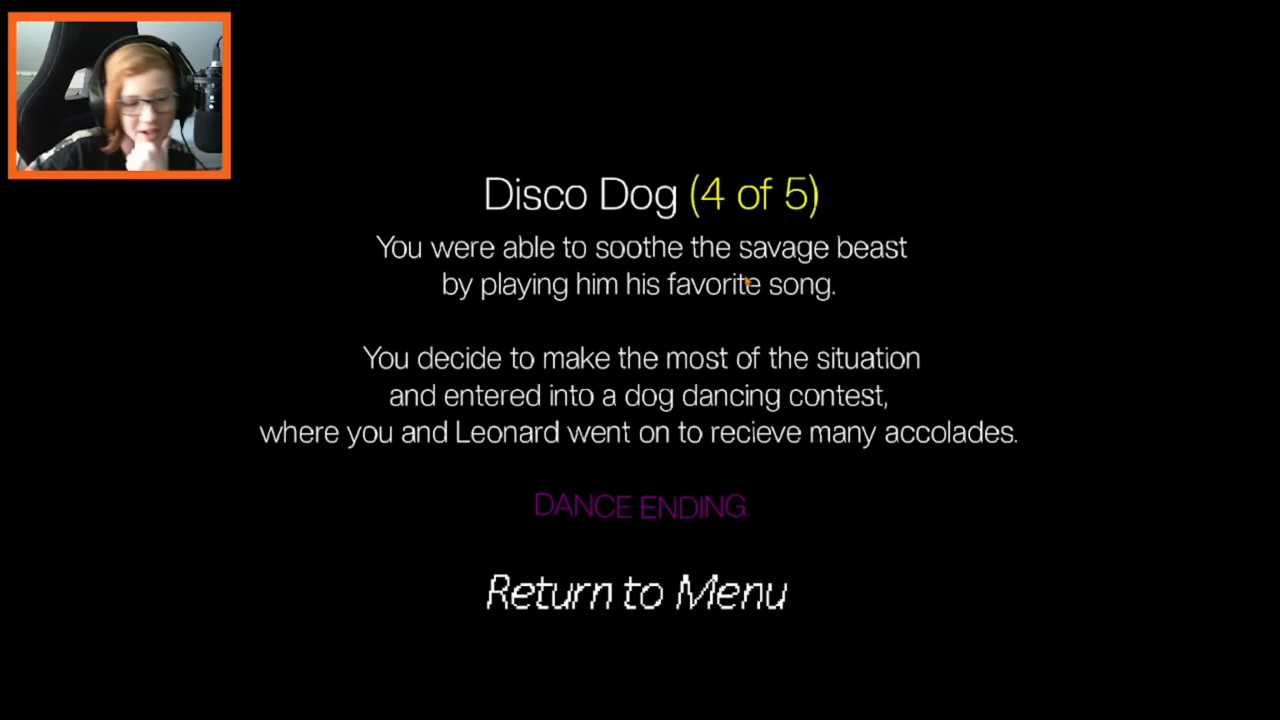 Disco Dog (4 of 5)
You were able to soothe the savage beast
by playing him his favorite song.
You decide to make the most of the situation
and entered into a dog dancing contest,
where you and Leonard went on to recieve many accolades.
DANCE ENDING.
Return to Menu